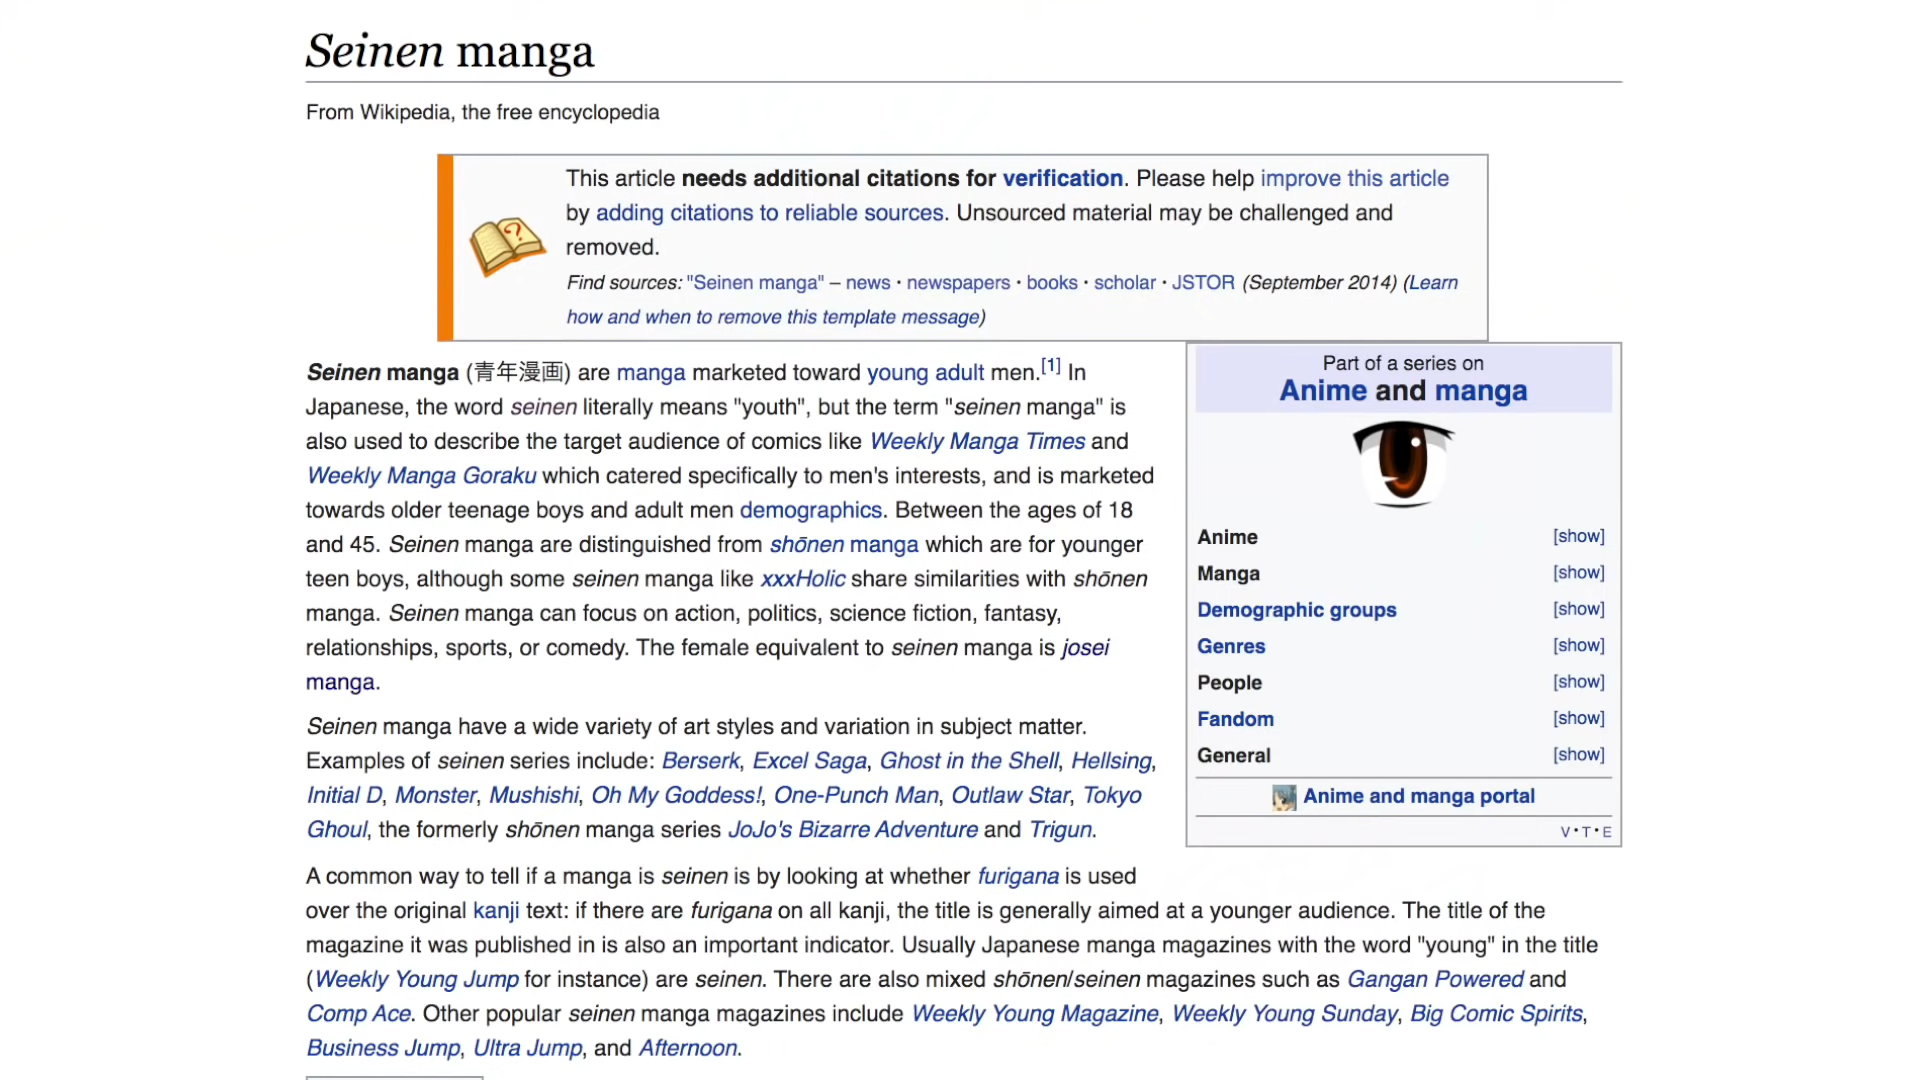 Seinen manga
From Wikipedia, the free encyclopedia
This article needs additional citations for verification. Please help improve this article
by adding citations to reliable sources. Unsourced material may be challenged and
removed.
Find sources: "Seinen manga" – news · newspapers · books · scholar · JSTOR (September 2014) (Learn
how and when to remove this template message)
Seinen manga (青年漫画) are manga marketed toward young adult men.[1] In
Japanese, the word seinen literally means "youth", but the term "seinen manga" is
also used to describe the target audience of comics like Weekly Manga Times and
Weekly Manga Goraku which catered specifically to men's interests, and is marketed
towards older teenage boys and adult men demographics. Between the ages of 18
and 45. Seinen manga are distinguished from shōnen manga which are for younger
teen boys, although some seinen manga like xxxHolic share similarities with shōnen
manga. Seinen manga can focus on action, politics, science fiction, fantasy,
relationships, sports, or comedy. The female equivalent to seinen manga is josei
manga.
Seinen manga have a wide variety of art styles and variation in subject matter.
Examples of seinen series include: Berserk, Excel Saga, Ghost in the Shell, Hellsing,
Initial D, Monster, Mushishi, Oh My Goddess!, One-Punch Man, Outlaw Star, Tokyo
Ghoul, the formerly shōnen manga series JoJo's Bizarre Adventure and Trigun.
A common way to tell if a manga is seinen is by looking at whether furigana is used
over the original kanji text: if there are furigana on all kanji, the title is generally aimed at a younger audience. The title of the
magazine it was published in is also an important indicator. Usually Japanese manga magazines with the word "young" in the title
(Weekly Young Jump for instance) are seinen. There are also mixed shōnen/seinen magazines such as Gangan Powered and
Comp Ace. Other popular seinen manga magazines include Weekly Young Magazine, Weekly Young Sunday, Big Comic Spirits,
Business Jump, Ultra Jump, and Afternoon.
Part of a series on
Anime and manga
Anime [show]
Manga [show]
Demographic groups [show]
Genres [show]
People [show]
Fandom [show]
General [show]
Anime and manga portal
V · T · E